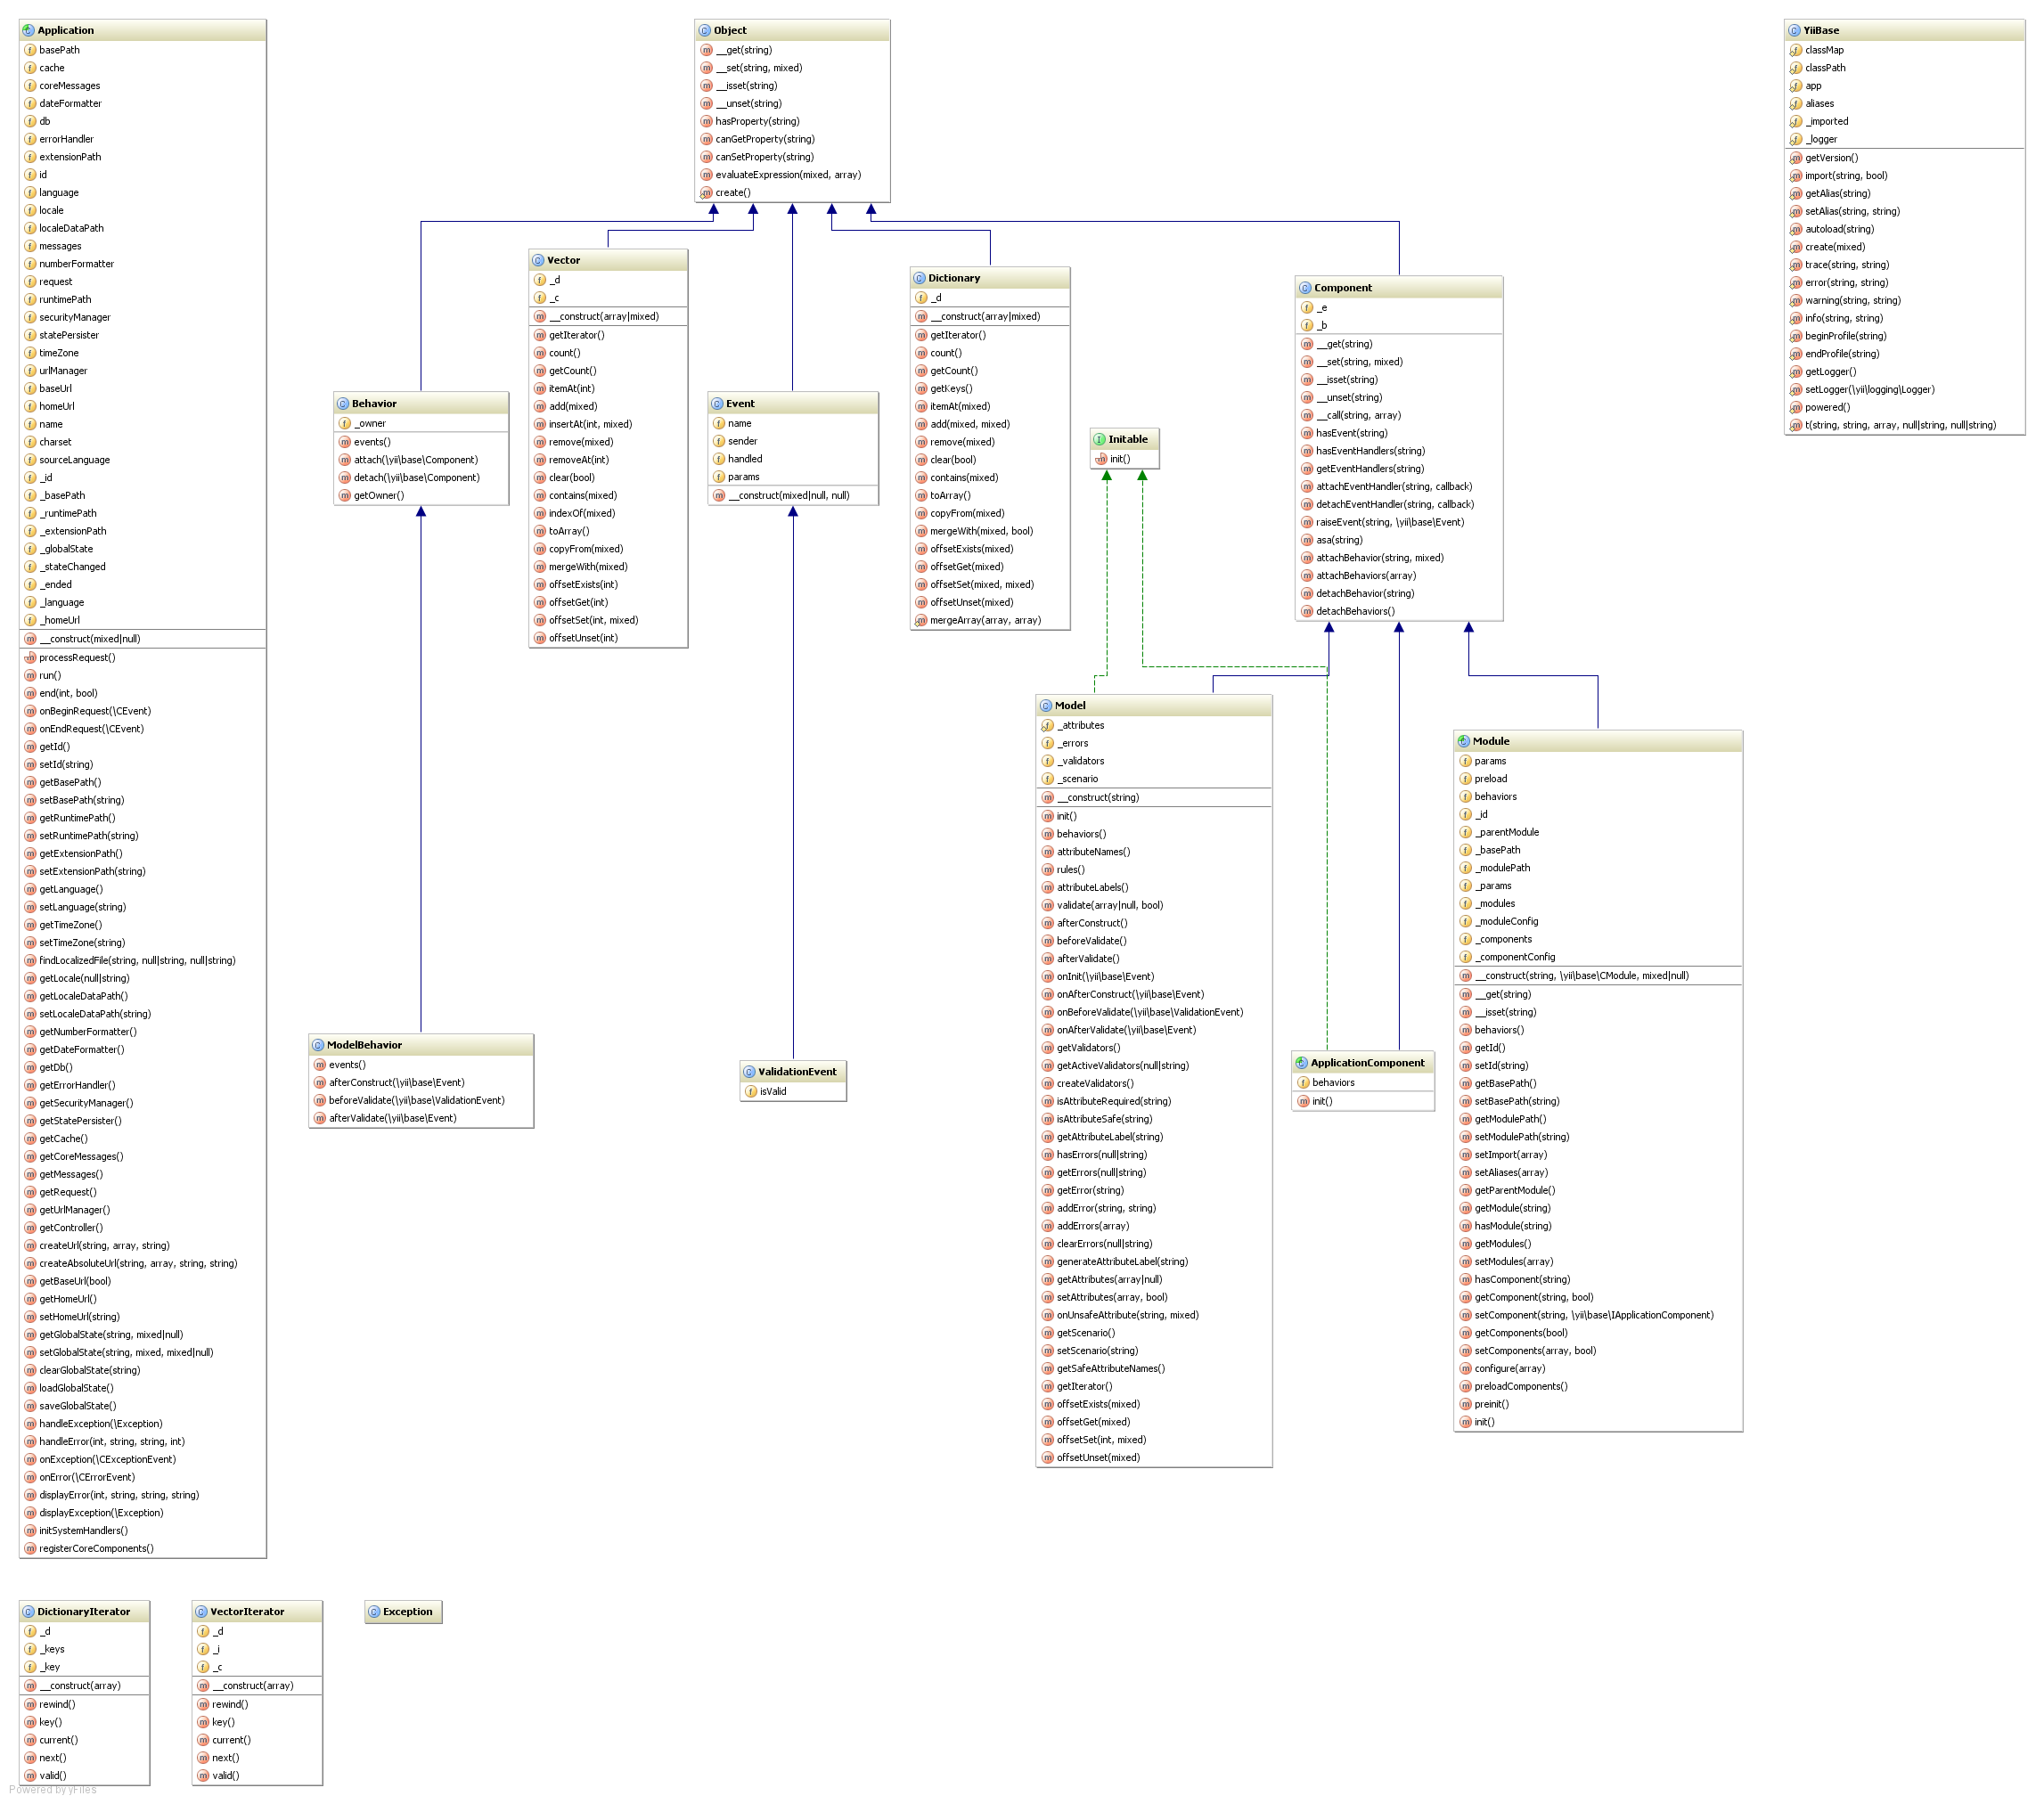 Application
basePath
cache
coreMessages
dateFormatter
db
errorHandler
extensionPath
id
language
locale
localeDataPath
messages
numberFormatter
request
runtimePath
securityManager
statePersister
timeZone
urlManager
baseUrl
homeUrl
name
charset
sourceLanguage
_id
_basePath
_runtimePath
_extensionPath
_globalState
_stateChanged
_ended
_language
_homeUrl
__construct(mixed|null)
processRequest()
run()
end(int, bool)
onBeginRequest(\CEvent)
onEndRequest(\CEvent)
getId()
setId(string)
getBasePath()
setBasePath(string)
getRuntimePath()
setRuntimePath(string)
getExtensionPath()
setExtensionPath(string)
getLanguage()
setLanguage(string)
getTimeZone()
setTimeZone(string)
findLocalizedFile(string, null|string, null|string)
getLocale(null|string)
getLocaleDataPath()
setLocaleDataPath(string)
getNumberFormatter()
getDateFormatter()
getDb()
getErrorHandler()
getSecurityManager()
getStatePersister()
getCache()
getCoreMessages()
getMessages()
getRequest()
getUrlManager()
getController()
createUrl(string, array, string)
createAbsoluteUrl(string, array, string, string)
getBaseUrl(bool)
getHomeUrl()
setHomeUrl(string)
getGlobalState(string, mixed|null)
setGlobalState(string, mixed, mixed|null)
clearGlobalState(string)
loadGlobalState()
saveGlobalState()
handleException(\Exception)
handleError(int, string, string, int)
onException(\CExceptionEvent)
onError(\CErrorEvent)
displayError(int, string, string, string)
displayException(\Exception)
initSystemHandlers()
registerCoreComponents()
Object
__get(string)
__set(string, mixed)
__isset(string)
__unset(string)
hasProperty(string)
canGetProperty(string)
canSetProperty(string)
evaluateExpression(mixed, array)
create()
YiiBase
classMap
classPath
app
aliases
_imported
_logger
getVersion()
import(string, bool)
getAlias(string)
setAlias(string, string)
autoload(string)
create(mixed)
trace(string, string)
error(string, string)
warning(string, string)
info(string, string)
beginProfile(string)
endProfile(string)
getLogger()
setLogger(\yii\logging\Logger)
powered()
t(string, string, array, null|string, null|string)
Vector
_d
_c
__construct(array|mixed)
getIterator()
count()
getCount()
itemAt(int)
add(mixed)
insertAt(int, mixed)
remove(mixed)
removeAt(int)
clear(bool)
contains(mixed)
indexOf(mixed)
toArray()
copyFrom(mixed)
mergeWith(mixed)
offsetExists(int)
offsetGet(int)
offsetSet(int, mixed)
offsetUnset(int)
Dictionary
_d
__construct(array|mixed)
getIterator()
count()
getCount()
getKeys()
itemAt(mixed)
add(mixed, mixed)
remove(mixed)
clear(bool)
contains(mixed)
toArray()
copyFrom(mixed)
mergeWith(mixed, bool)
offsetExists(mixed)
offsetGet(mixed)
offsetSet(mixed, mixed)
offsetUnset(mixed)
mergeArray(array, array)
Component
_e
_b
__get(string)
__set(string, mixed)
__isset(string)
__unset(string)
__call(string, array)
hasEvent(string)
hasEventHandlers(string)
getEventHandlers(string)
attachEventHandler(string, callback)
detachEventHandler(string, callback)
raiseEvent(string, \yii\base\Event)
asa(string)
attachBehavior(string, mixed)
attachBehaviors(array)
detachBehavior(string)
detachBehaviors()
Behavior
_owner
events()
attach(\yii\base\Component)
detach(\yii\base\Component)
getOwner()
Event
name
sender
handled
params
__construct(mixed|null, null)
Initable
init()
Model
_attributes
_errors
_validators
_scenario
__construct(string)
init()
behaviors()
attributeNames()
rules()
attributeLabels()
validate(array|null, bool)
afterConstruct()
beforeValidate()
afterValidate()
onInit(\yii\base\Event)
onAfterConstruct(\yii\base\Event)
onBeforeValidate(\yii\base\ValidationEvent)
onAfterValidate(\yii\base\Event)
getValidators()
getActiveValidators(null|string)
createValidators()
isAttributeRequired(string)
isAttributeSafe(string)
getAttributeLabel(string)
hasErrors(null|string)
getErrors(null|string)
getError(string)
addError(string, string)
addErrors(array)
clearErrors(null|string)
generateAttributeLabel(string)
getAttributes(array|null)
setAttributes(array, bool)
onUnsafeAttribute(string, mixed)
getScenario()
setScenario(string)
getSafeAttributeNames()
getIterator()
offsetExists(mixed)
offsetGet(mixed)
offsetSet(int, mixed)
offsetUnset(mixed)
Module
params
preload
behaviors
_id
_parentModule
_basePath
_modulePath
_params
_modules
_moduleConfig
_components
_componentConfig
__construct(string, \yii\base\CModule, mixed|null)
__get(string)
__isset(string)
behaviors()
getId()
setId(string)
getBasePath()
setBasePath(string)
getModulePath()
setModulePath(string)
setImport(array)
setAliases(array)
getParentModule()
getModule(string)
hasModule(string)
getModules()
setModules(array)
hasComponent(string)
getComponent(string, bool)
setComponent(string, \yii\base\IApplicationComponent)
getComponents(bool)
setComponents(array, bool)
configure(array)
preloadComponents()
preinit()
init()
ModelBehavior
events()
afterConstruct(\yii\base\Event)
beforeValidate(\yii\base\ValidationEvent)
afterValidate(\yii\base\Event)
ValidationEvent
isValid
ApplicationComponent
behaviors
init()
DictionaryIterator
_d
_keys
_key
__construct(array)
rewind()
key()
current()
next()
valid()
VectorIterator
_d
_i
_c
__construct(array)
rewind()
key()
current()
next()
valid()
Exception
Powered by yFiles